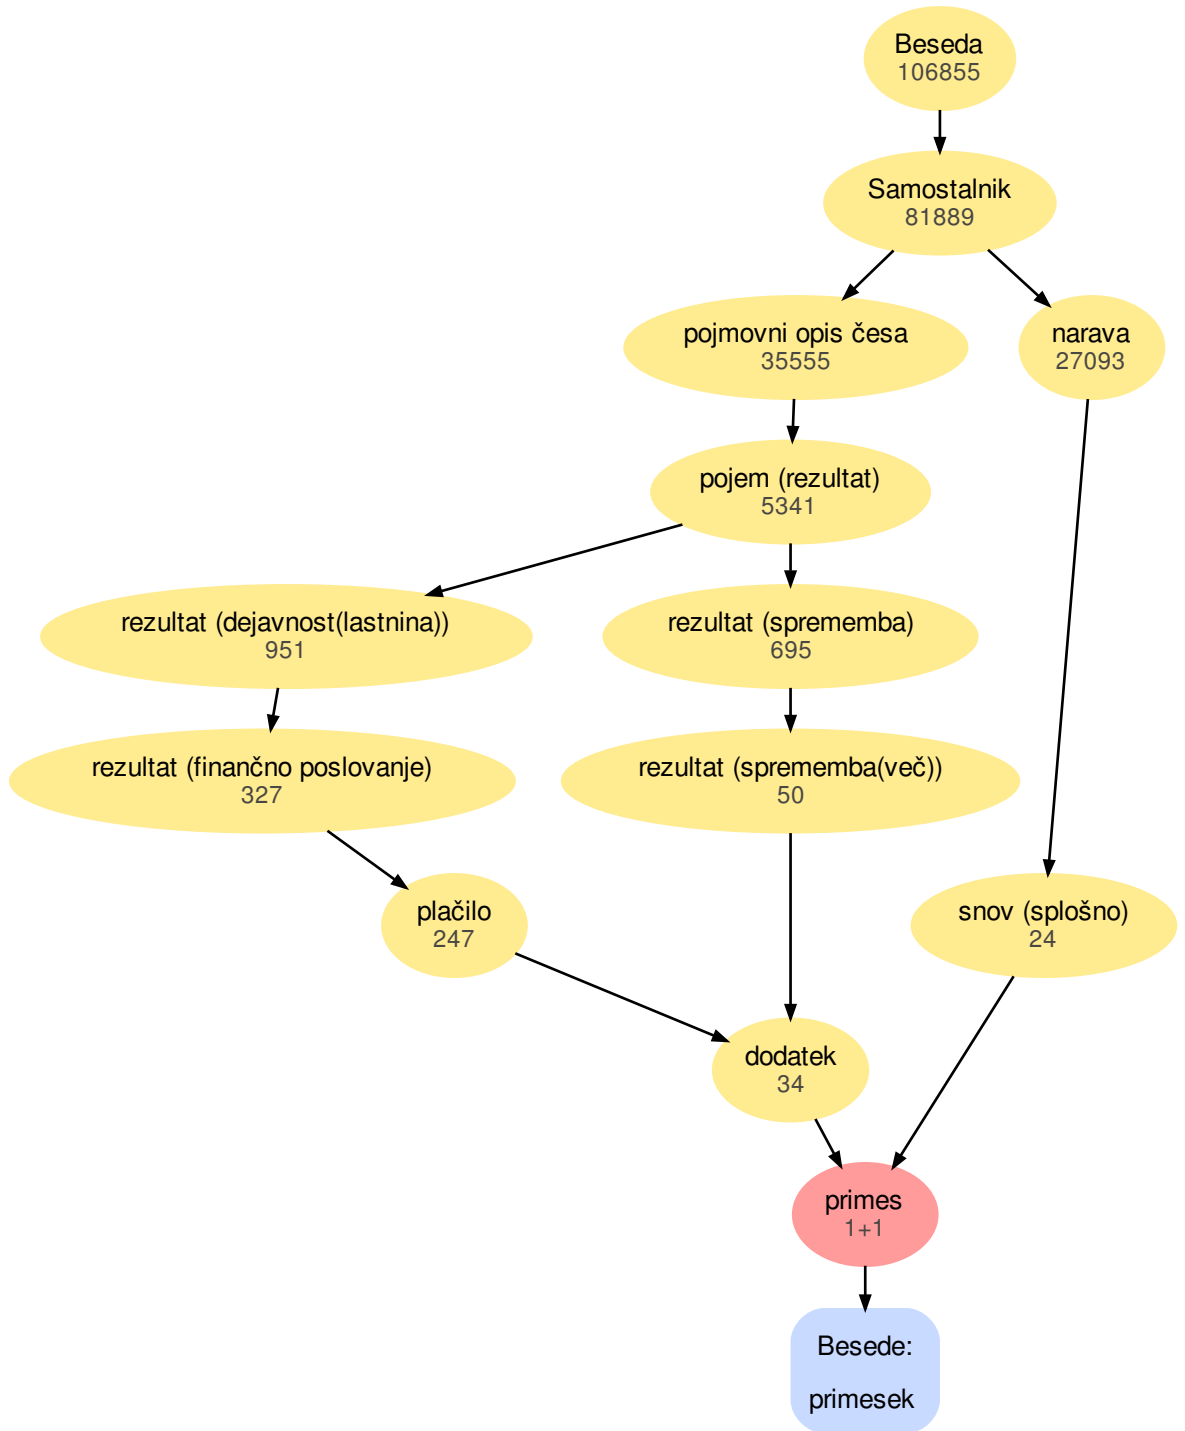 Beseda
106855
Samostalnik
81889
pojmovni opis česa
35555
narava
27093
pojem (rezultat)
5341
rezultat (dejavnost(lastnina))
951
rezultat (sprememba)
695
rezultat (finančno poslovanje)
327
rezultat (sprememba(več))
50
plačilo
247
snov (splošno)
24
dodatek
34
primes
1+1
Besede:
primesek